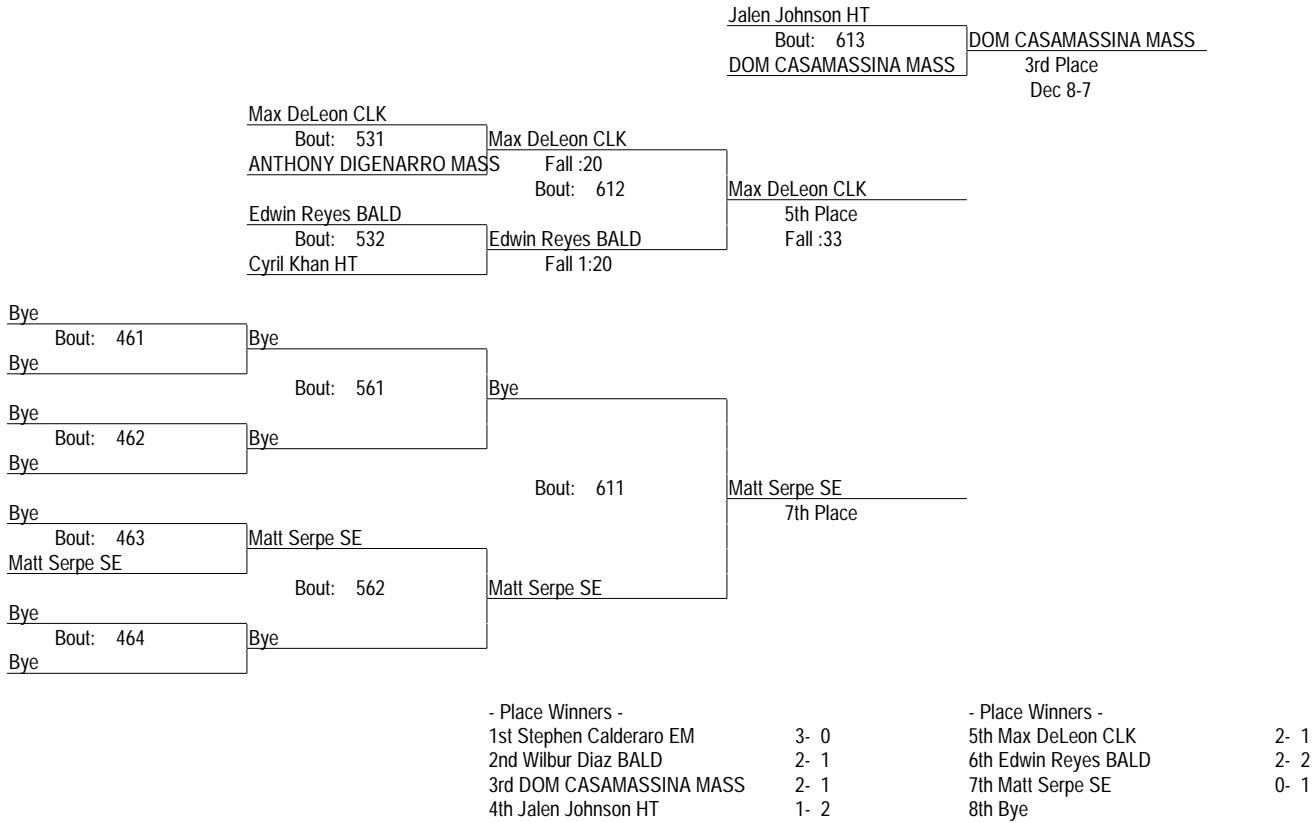 Jalen Johnson HT
Bout: 613 DOM CASAMASSINA MASS
DOM CASAMASSINA MASS 3rd Place
Dec 8-7
Max DeLeon CLK
Bout: 531 Max DeLeon CLK
ANTHONY DIGENARRO MASS Fall :20
Bout: 612 Max DeLeon CLK
Edwin Reyes BALD 5th Place
Bout: 532 Edwin Reyes BALD Fall :33
Cyril Khan HT Fall 1:20
Bye
Bout: 461 Bye
Bye
Bout: 561 Bye
Bye
Bout: 462 Bye
Bye
Bout: 611 Matt Serpe SE
Bye 7th Place
Bout: 463 Matt Serpe SE
Matt Serpe SE
Bout: 562 Matt Serpe SE
Bye
Bout: 464 Bye
Bye
- Place Winners - - Place Winners -
1st Stephen Calderaro EM 3- 0 5th Max DeLeon CLK 2- 1
2nd Wilbur Diaz BALD 2- 1 6th Edwin Reyes BALD 2- 2
3rd DOM CASAMASSINA MASS 2- 1 7th Matt Serpe SE 0- 1
4th Jalen Johnson HT 1- 2 8th Bye